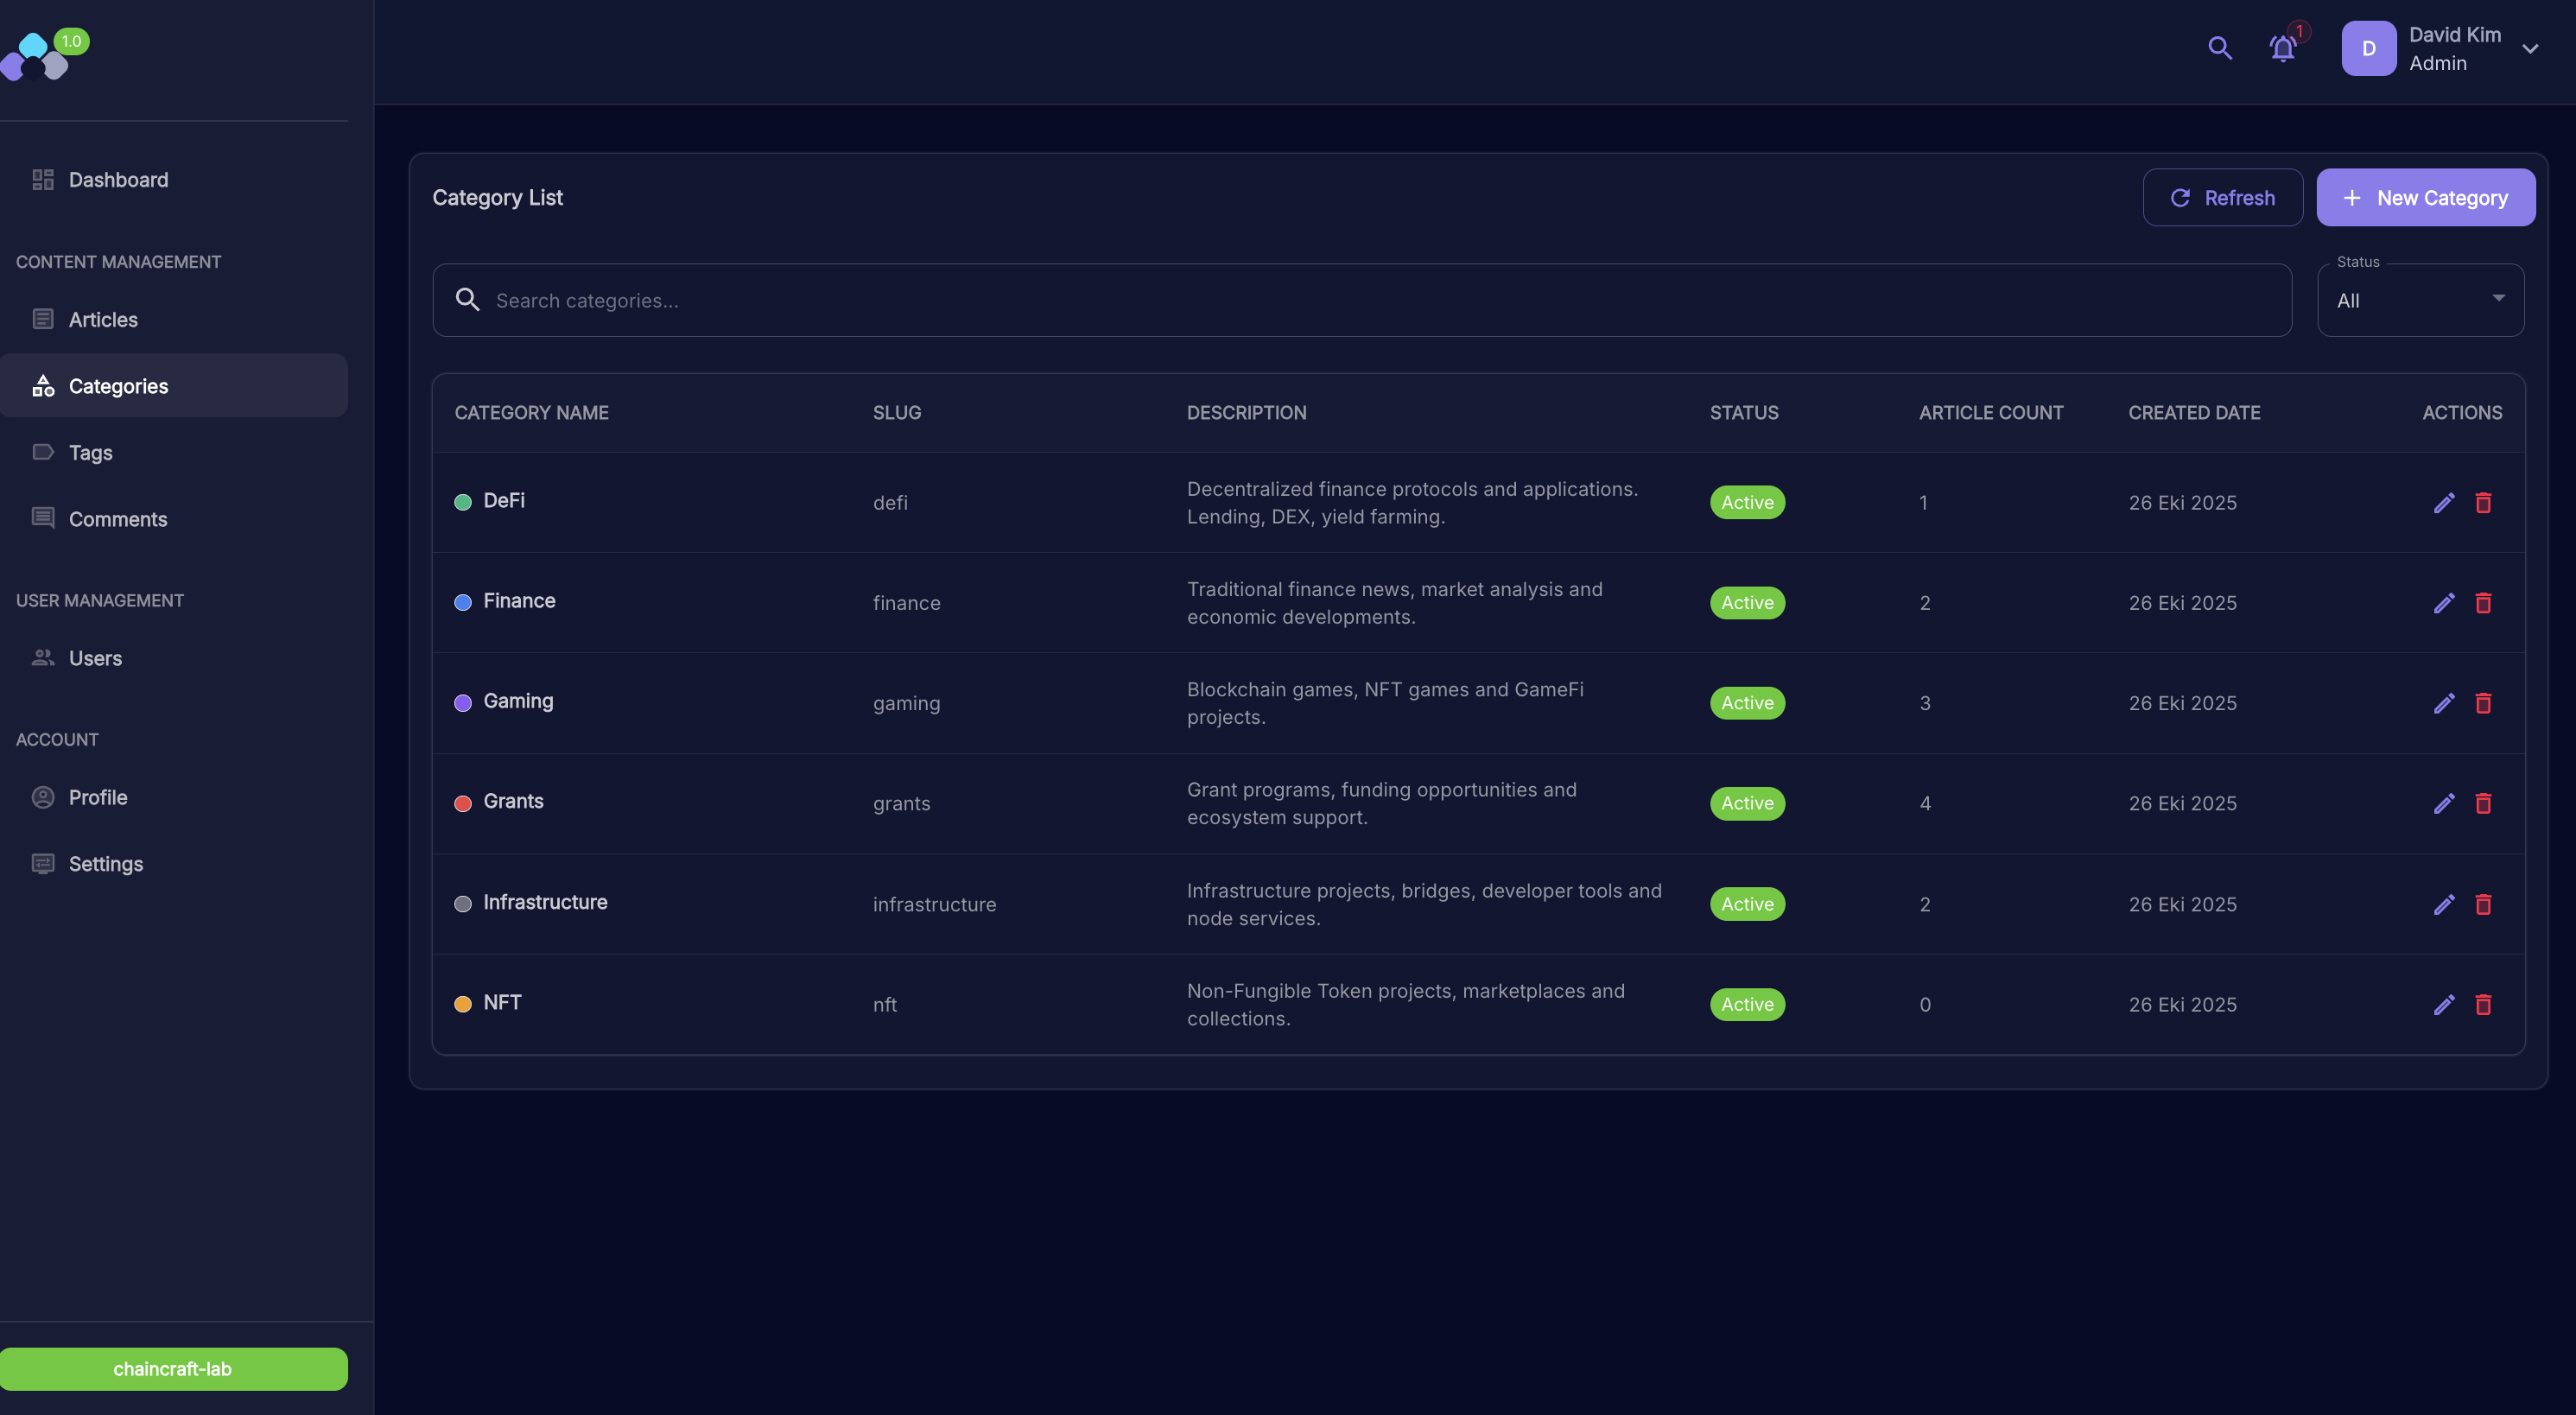 1.0
1
D
David Kim
Admin
Dashboard
CONTENT MANAGEMENT
Articles
Categories
Tags
Comments
USER MANAGEMENT
Users
ACCOUNT
Profile
Settings
chaincraft-lab
Category List
Refresh
New Category
Search categories...
Status
All
CATEGORY NAME SLUG DESCRIPTION STATUS ARTICLE COUNT CREATED DATE ACTIONS
DeFi defi Decentralized finance protocols and applications. Active 1 26 Eki 2025
Lending, DEX, yield farming.
Finance finance Traditional finance news, market analysis and Active 2 26 Eki 2025
economic developments.
Gaming gaming Blockchain games, NFT games and GameFi Active 3 26 Eki 2025
projects.
Grants grants Grant programs, funding opportunities and Active 4 26 Eki 2025
ecosystem support.
Infrastructure infrastructure Infrastructure projects, bridges, developer tools and Active 2 26 Eki 2025
node services.
NFT nft Non-Fungible Token projects, marketplaces and Active 0 26 Eki 2025
collections.